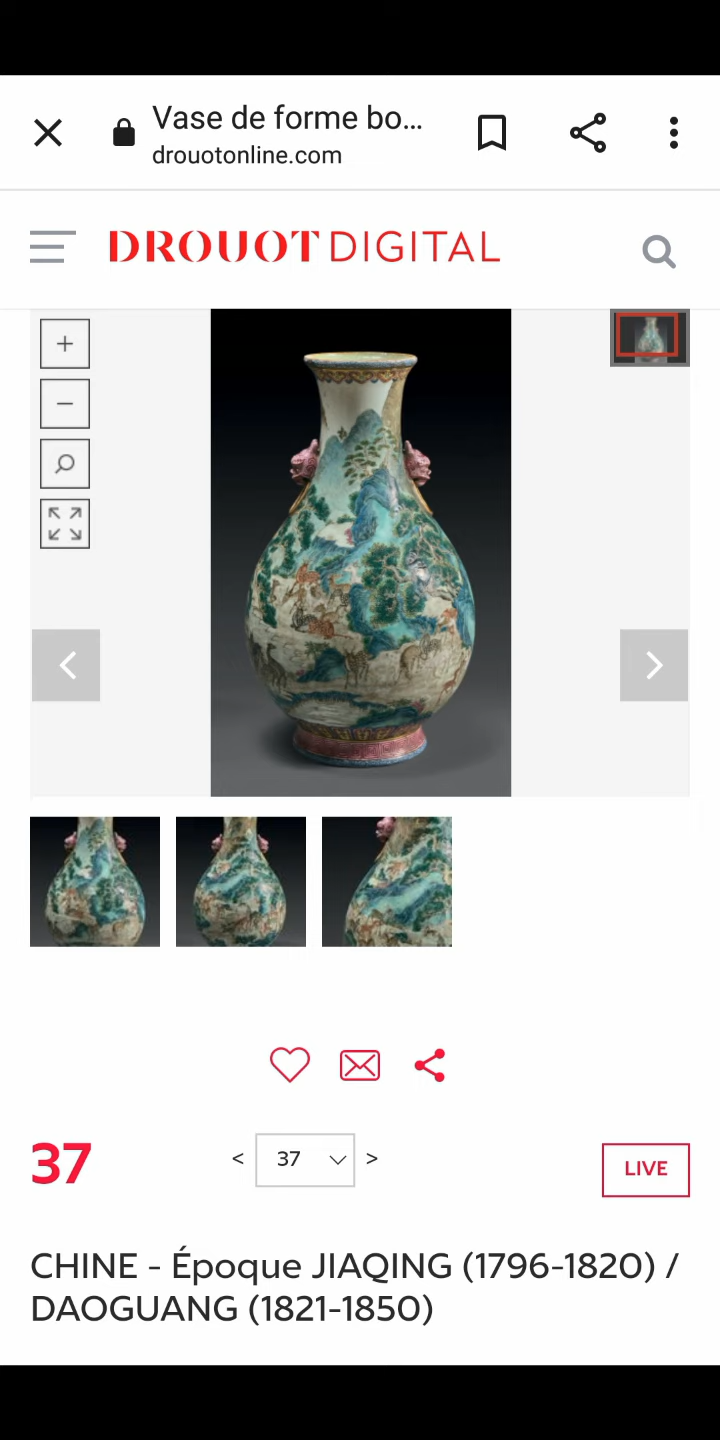 Vase de forme bo...
drouotonline.com
DROUOT DIGITAL
37
< 37 >
LIVE
CHINE - Époque JIAQING (1796-1820) /
DAOGUANG (1821-1850)